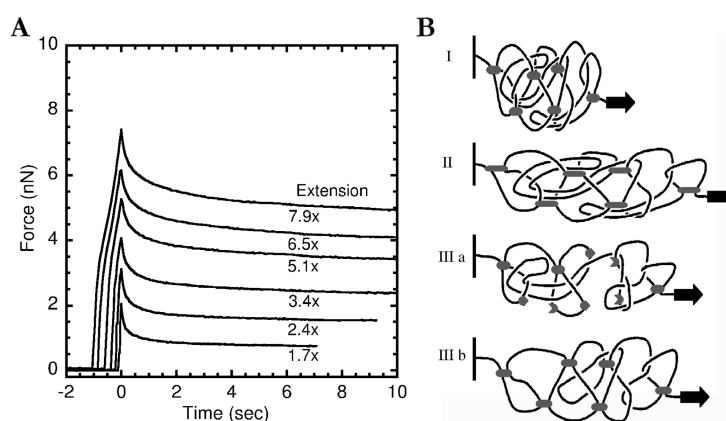 A
Force (nN)
10
8
6
4
2
0
Extension
7.9x
6.5x
5.1x
3.4x
2.4x
1.7x
-2 0 2 4 6 8 10
Time (sec)
B
I
II
III a
III b